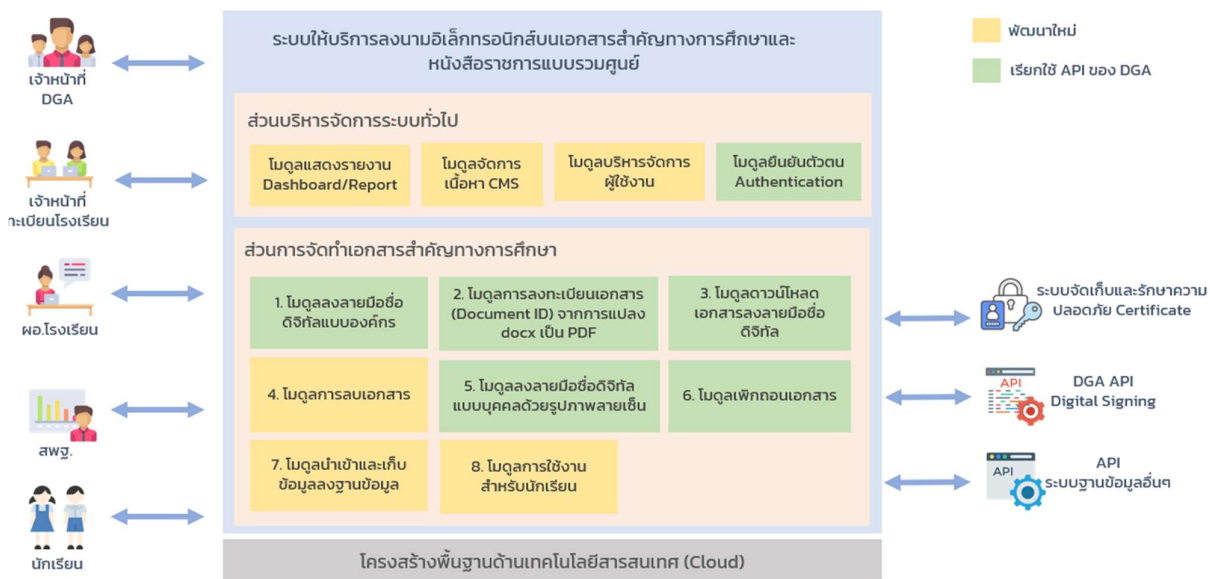 ระบบให้บริการลงนามอิเล็กทรอนิกส์บนเอกสารสำคัญทางการศึกษาและ
หนังสือราชการแบบรวมศูนย์
พัฒนาใหม่
เรียกใช้ API ของ DGA
เจ้าหน้าที่
DGA
เจ้าหน้าที่
ทะเบียนโรงเรียน
ผอ.โรงเรียน
สพฐ.
นักเรียน
ส่วนบริหารจัดการระบบทั่วไป
โมดูลแสดงรายงาน
Dashboard/Report
โมดูลจัดการ
เนื้อหา CMS
โมดูลบริหารจัดการ
ผู้ใช้งาน
โมดูลยืนยันตัวตน
Authentication
ส่วนการจัดทำเอกสารสำคัญทางการศึกษา
1. โมดูลลงลายมือชื่อ
ดิจิทัลแบบองค์กร
2. โมดูลการลงทะเบียนเอกสาร
(Document ID) จากการแปลง
docx เป็น PDF
3. โมดูลดาวน์โหลด
เอกสารลงลายมือชื่อ
ดิจิทัล
4. โมดูลการลบเอกสาร
5. โมดูลลงลายมือชื่อดิจิทัล
แบบบุคคลด้วยรูปภาพลายเซ็น
6. โมดูลเพิกถอนเอกสาร
7. โมดูลนำเข้าและเก็บ
ข้อมูลลงฐานข้อมูล
8. โมดูลการใช้งาน
สำหรับนักเรียน
โครงสร้างพื้นฐานด้านเทคโนโลยีสารสนเทศ (Cloud)
ระบบจัดเก็บและรักษาความ
ปลอดภัย Certificate
API
DGA API
Digital Signing
API
API
ระบบฐานข้อมูลอื่นๆ